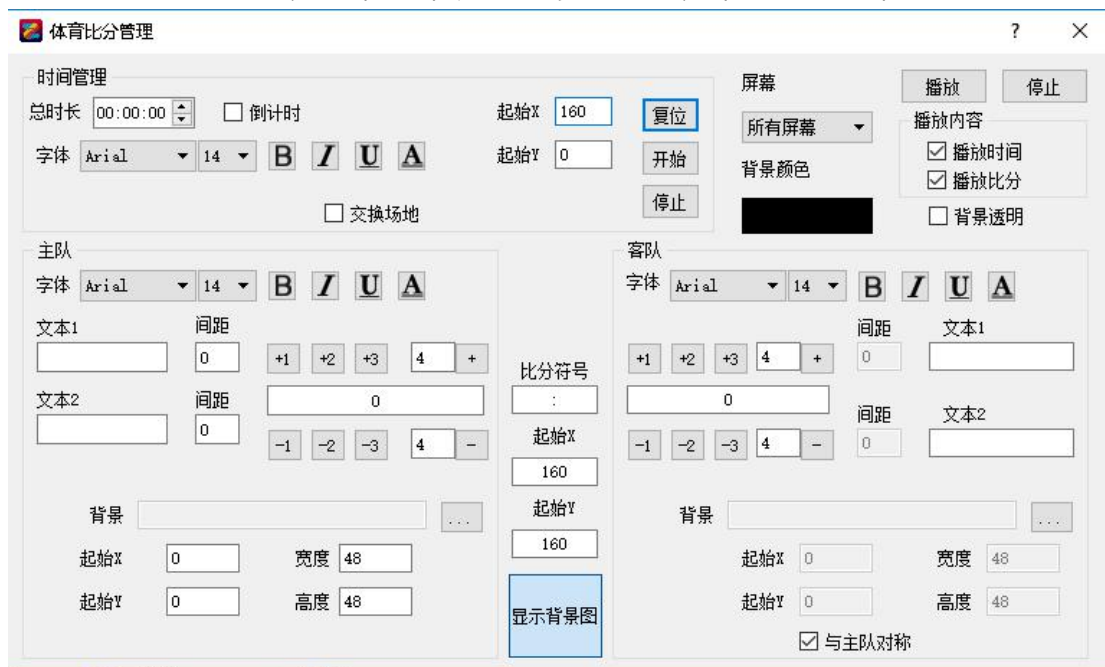 体育比分管理
时间管理
总时长 00:00:00 倒计时 起始X 160 复位
字体 Arial 14 B I U A 起始Y 0 开始
交换场地 停止
屏幕 播放 停止
所有屏幕 播放内容
播放时间
背景颜色 播放比分
背景透明
主队
字体 Arial 14 B I U A
文本1 间距
0 +1 +2 +3 4 +
文本2 间距 0
0 -1 -2 -3 4 -
背景 ...
起始X 0 宽度 48
起始Y 0 高度 48
比分符号
:
起始X
160
起始Y
160
显示背景图
客队
字体 Arial 14 B I U A
间距 文本1
+1 +2 +3 4 + 0
0 间距 文本2
-1 -2 -3 4 - 0
背景 ...
起始X 0 宽度 48
起始Y 0 高度 48
与主队对称